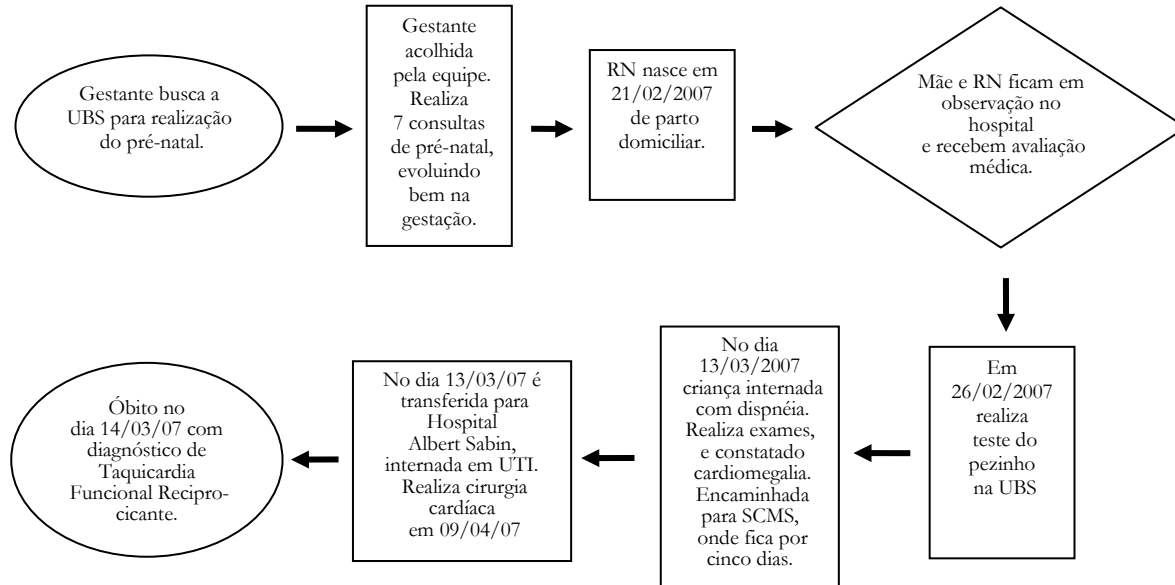 Gestante busca a
UBS para realização
do pré-natal.
Gestante
acolhida
pela equipe.
Realiza
7 consultas
de pré-natal,
evoluindo
bem na
gestação.
RN nasce em
21/02/2007
de parto
domiciliar.
Mãe e RN ficam em
observação no
hospital
e recebem avaliação
médica.
Em
26/02/2007
realiza
teste do
pezinho
na UBS
No dia
13/03/2007
criança internada
com dispnéia.
Realiza exames,
e constatado
cardiomegalia.
Encaminhada
para SCMS,
onde fica por
cinco dias.
No dia 13/03/07 é
transferida para
Hospital
Albert Sabin,
internada em UTI.
Realiza cirurgia
cardíaca
em 09/04/07
Óbito no
dia 14/03/07 com
diagnóstico de
Taquicardia
Funcional Recipro-
cicante.